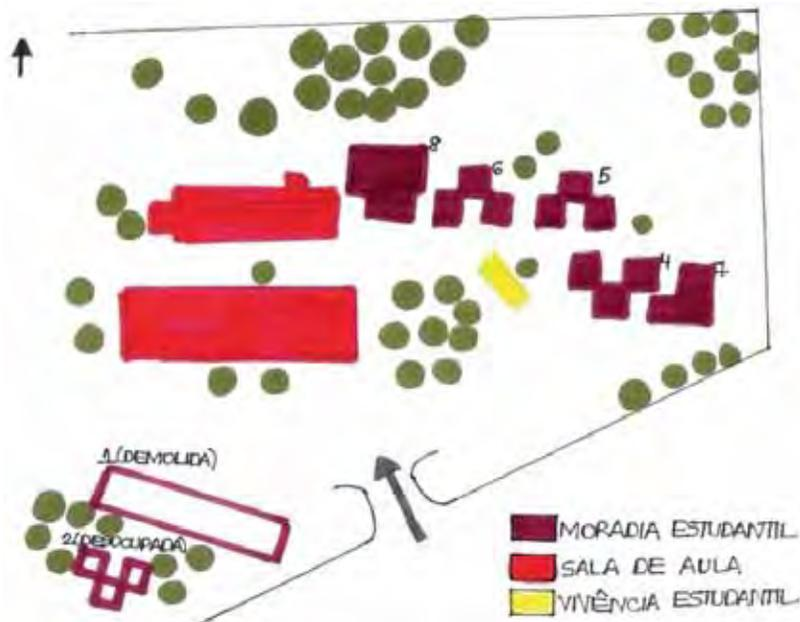 8
6
5
4
7
1 (DEMOLIDA)
2 (DESOCUPADA)
MORADIA ESTUDANTIL
SALA DE AULA
VIVÊNCIA ESTUDANTIL